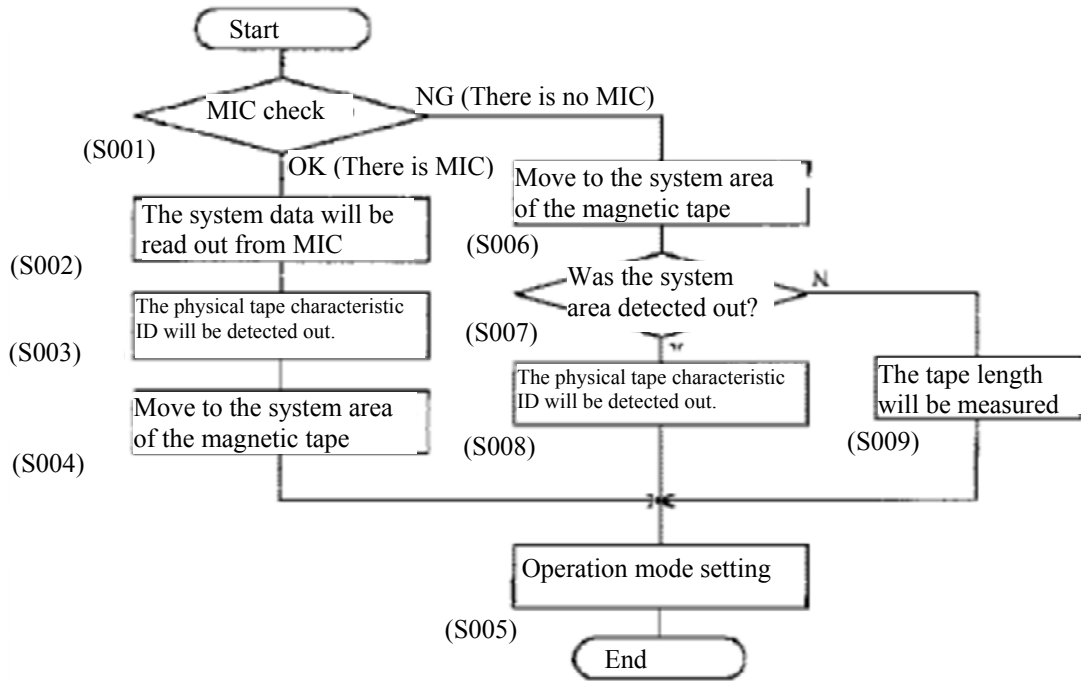 Start
MIC check
NG (There is no MIC)
(S001)
OK (There is MIC)
The system data will be
read out from MIC
(S002)
The physical tape characteristic
ID will be detected out.
(S003)
Move to the system area
of the magnetic tape
(S004)
Move to the system area
of the magnetic tape
(S006)
Was the system
area detected out?
N
(S007)
The physical tape characteristic
ID will be detected out.
(S008)
The tape length
will be measured
(S009)
Operation mode setting
(S005)
End